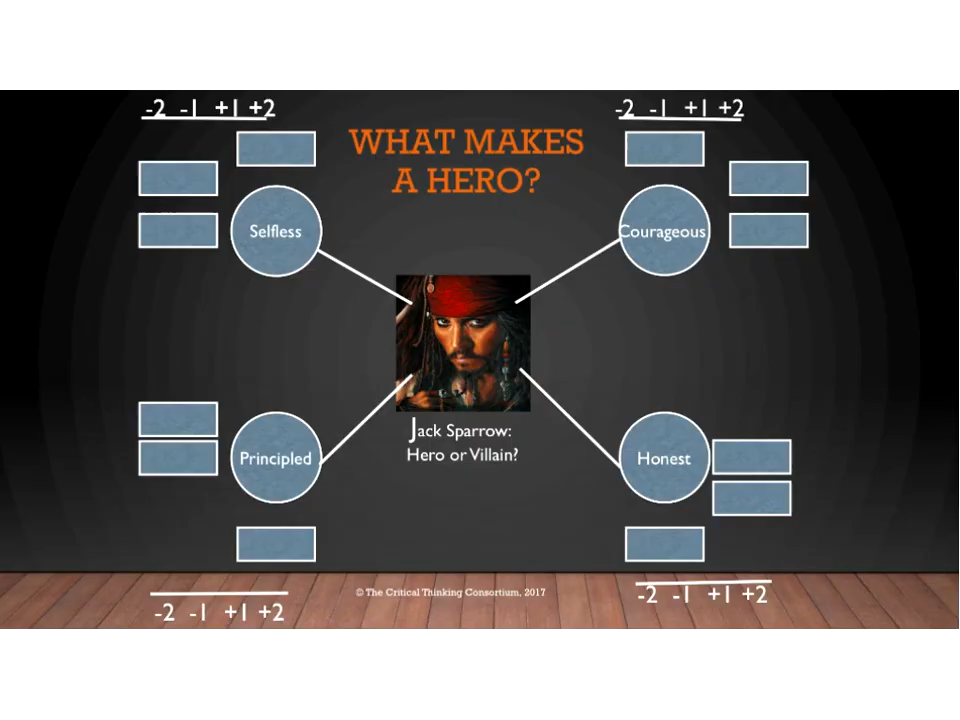 -2 -1 +1 +2
-2 -1 +1 +2
WHAT MAKES
A HERO?
Selfless
Courageous
Jack Sparrow:
Hero or Villain?
Principled
Honest
© The Critical Thinking Consortium, 2017
-2 -1 +1 +2
-2 -1 +1 +2